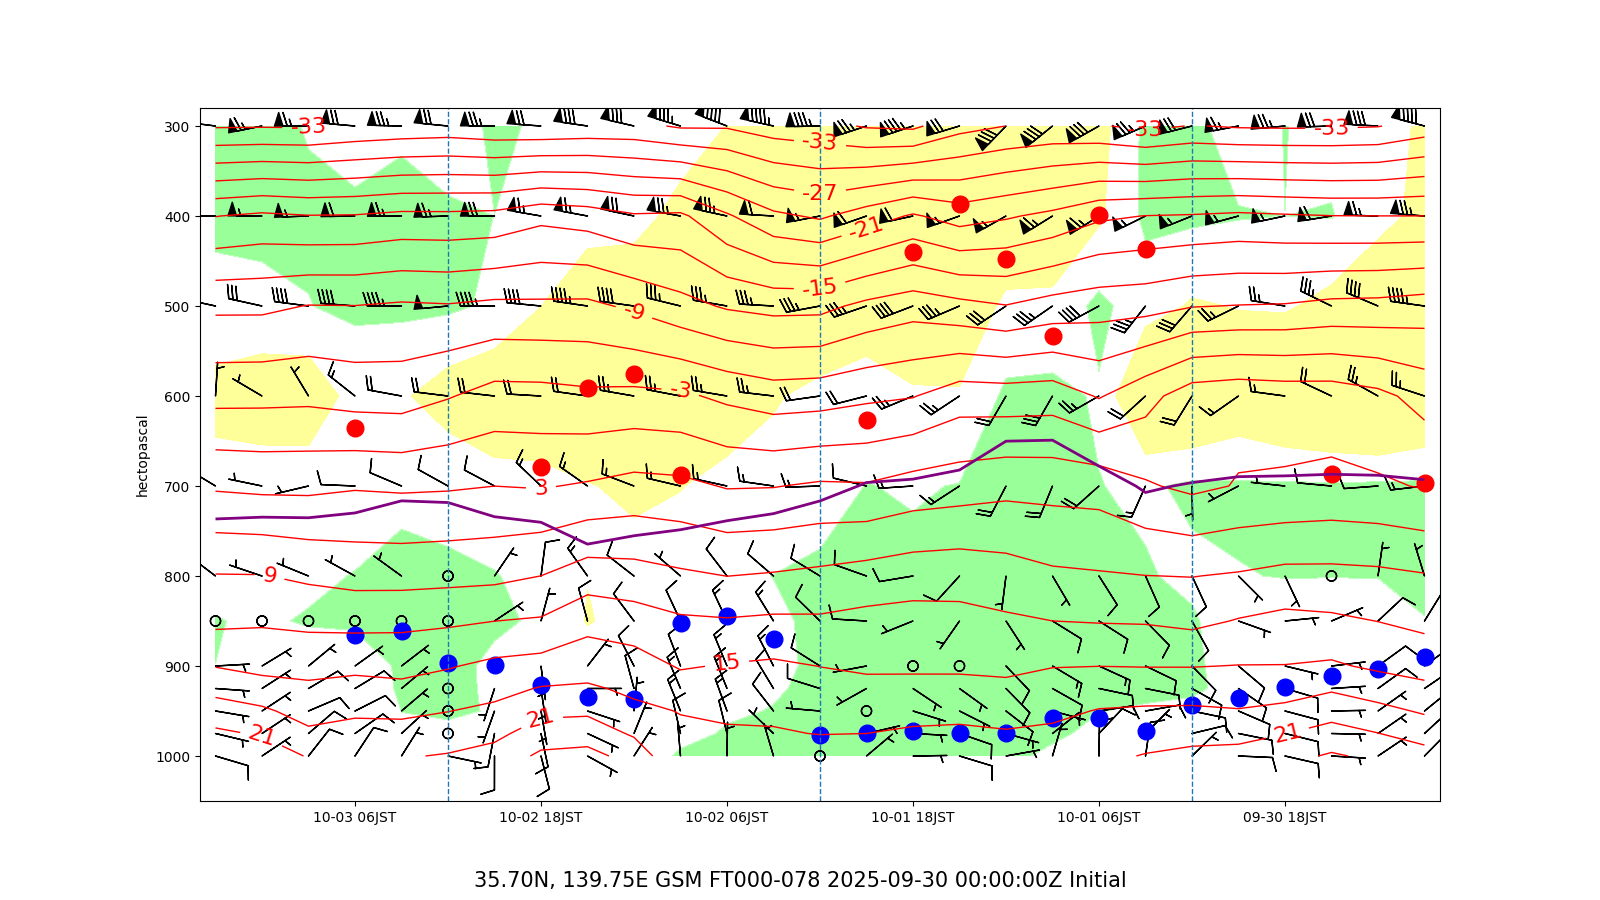 300
400
500
600
700
800
900
1000
hectopascal
-33
-33
-33
-33
-27
-21
-15
-9
-3
3
9
15
21
21
21
10-03 06JST
10-02 18JST
10-02 06JST
10-01 18JST
10-01 06JST
09-30 18JST
35.70N, 139.75E GSM FT000-078 2025-09-30 00:00:00Z Initial